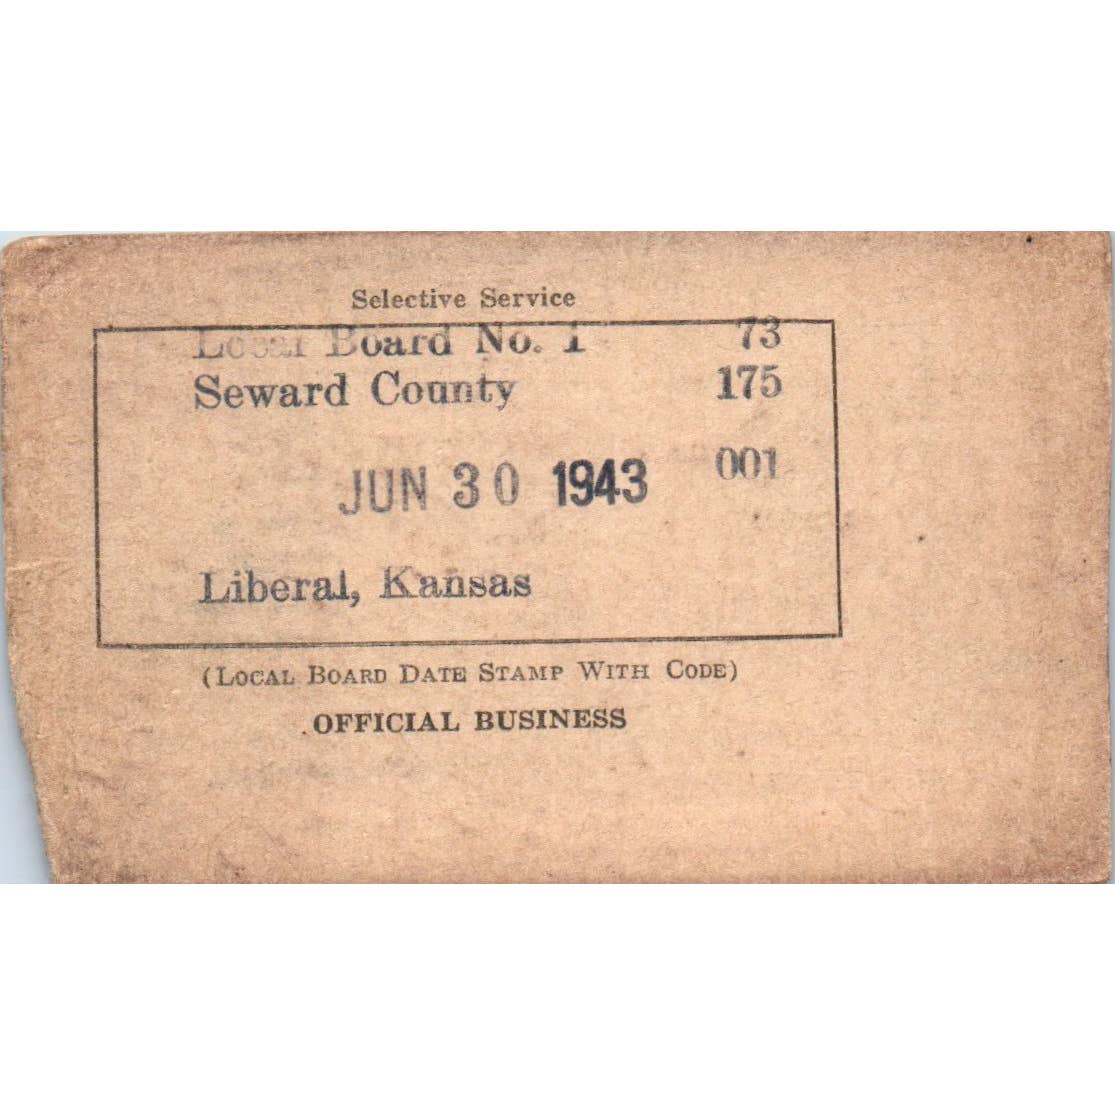 Selective Service
Local Board No. 1 73
Seward County 175
JUN 30 1943 001
Liberal, Kansas
(LOCAL BOARD DATE STAMP WITH CODE)
OFFICIAL BUSINESS